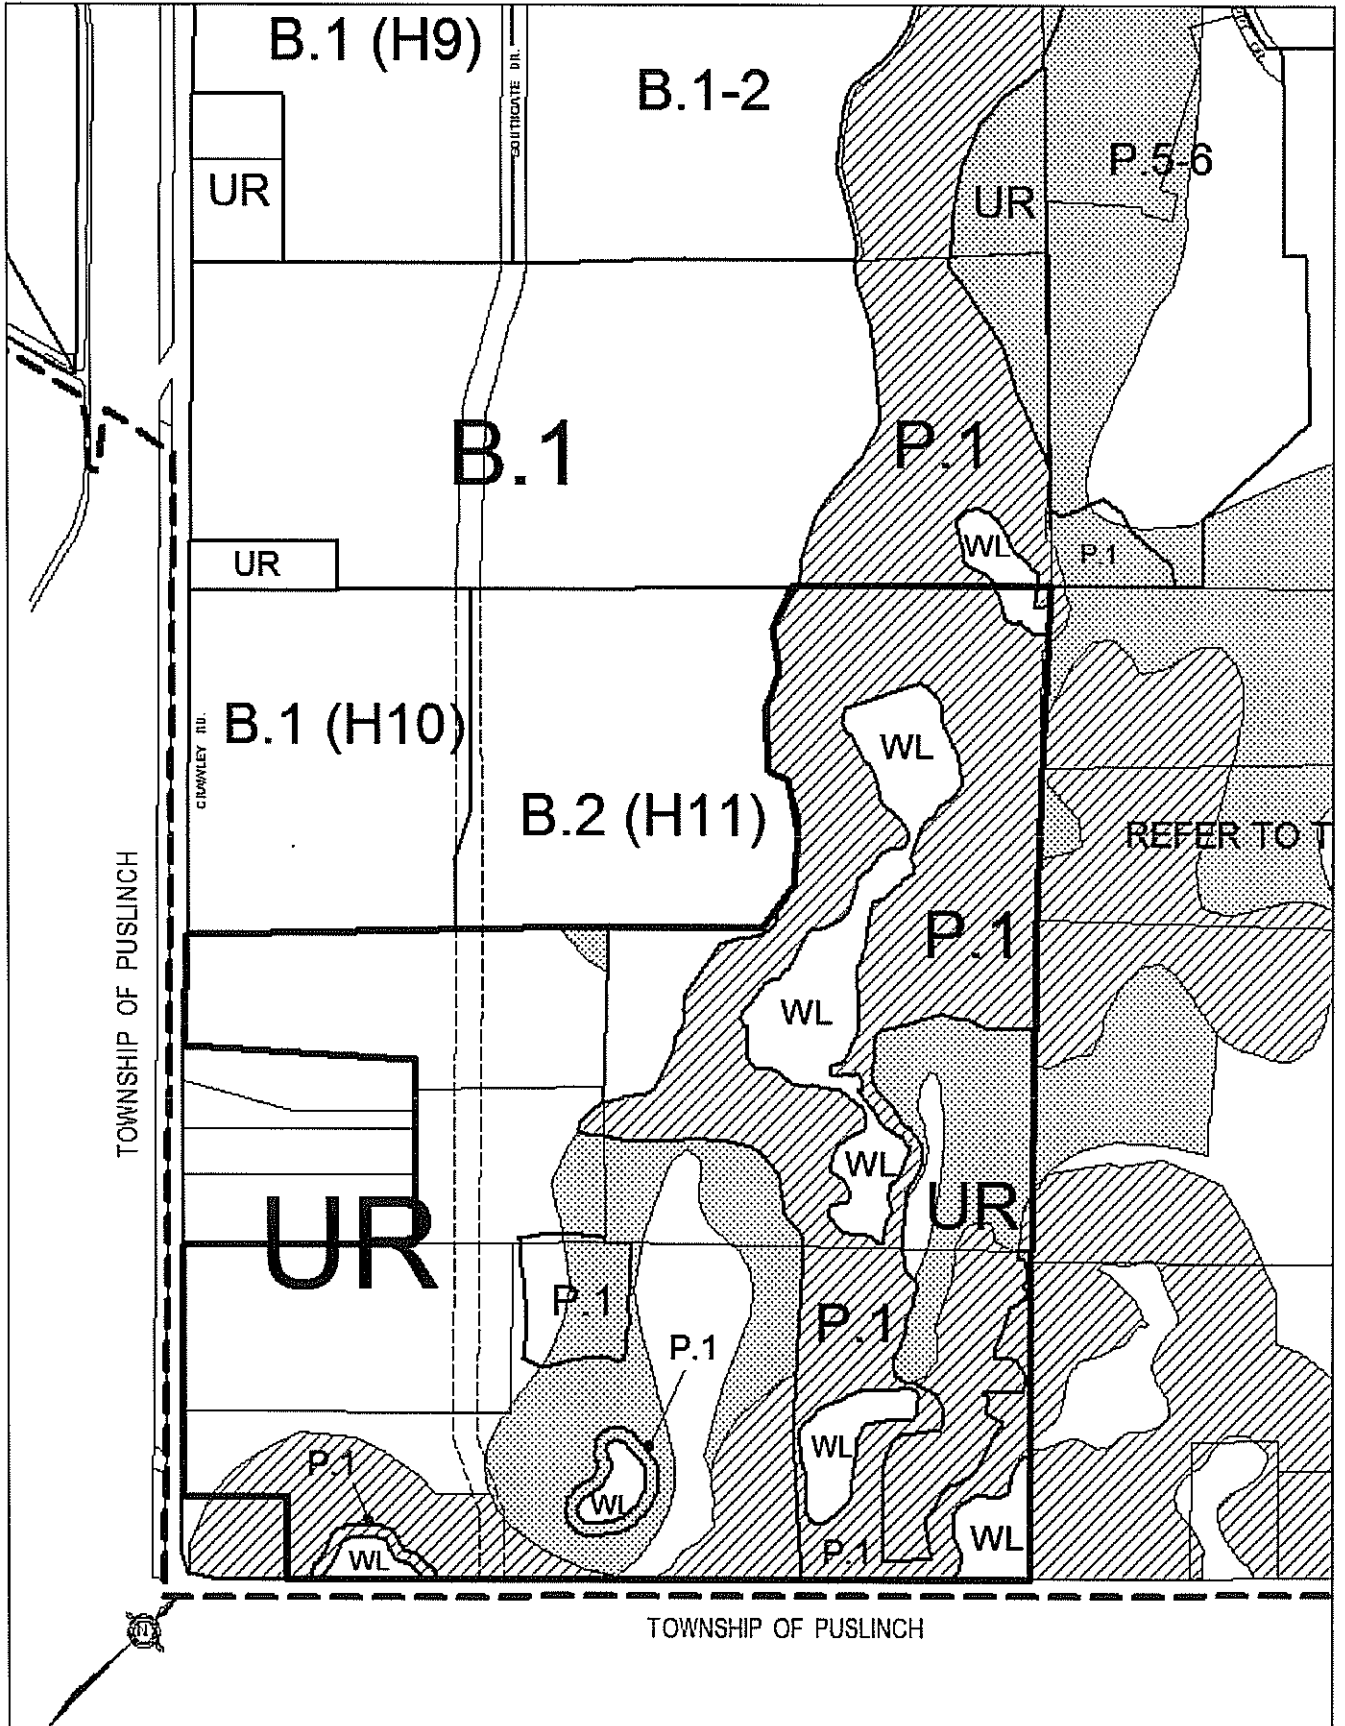 B.1 (H9)
SOUTHGATE DR.
B.1-2
UR
UR
P.5-6
B.1
P.1
WL
P.1
UR
B.1 (H10)
CRAWLEY RD.
WL
B.2 (H11)
REFER TO T
P.1
TOWNSHIP OF PUSLINCH
WL
WL
UR
UR
P.1
P.1
P.1
WL
P.1
WL
P.1
WL
WL
N
TOWNSHIP OF PUSLINCH